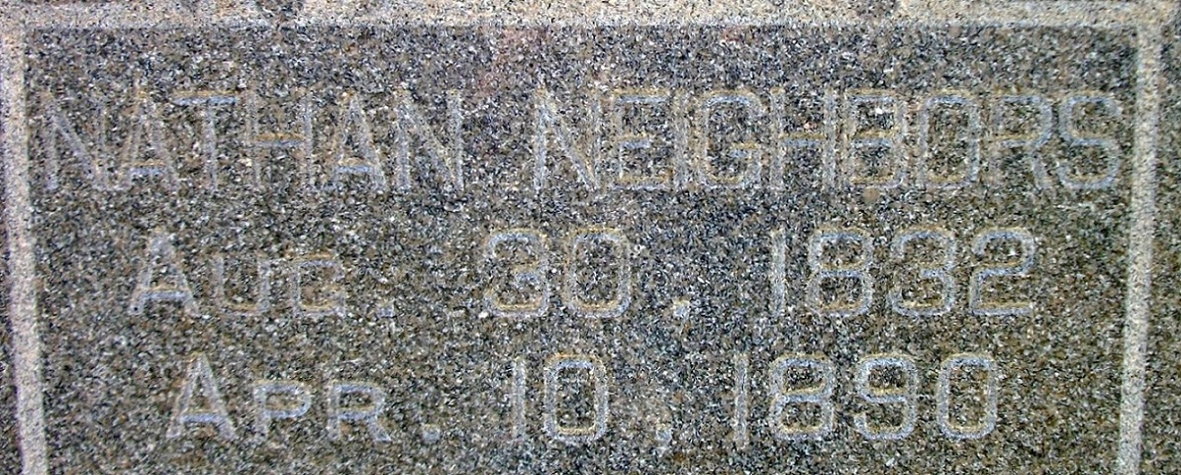 NATHAN NEIGHBORS
AUG. 30, 1832
APR. 10, 1890